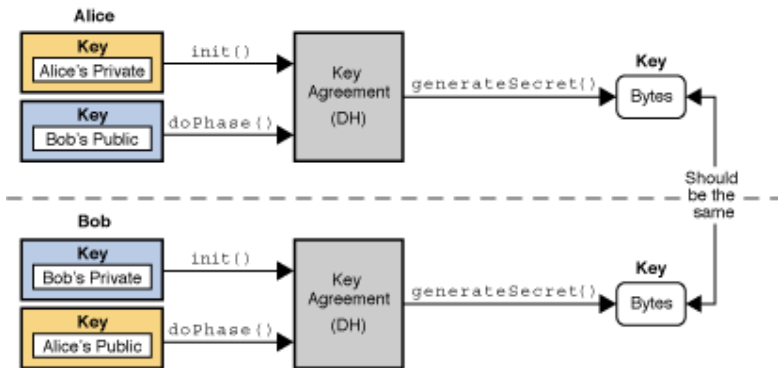 Alice
Key
Alice's Private
init()
Key
Bob's Public
doPhase()
Key
Agreement
(DH)
generateSecret()
Key
Bytes
Should
be the
same
Bob
Key
Bob's Private
init()
Key
Alice's Public
doPhase()
Key
Agreement
(DH)
generateSecret()
Key
Bytes